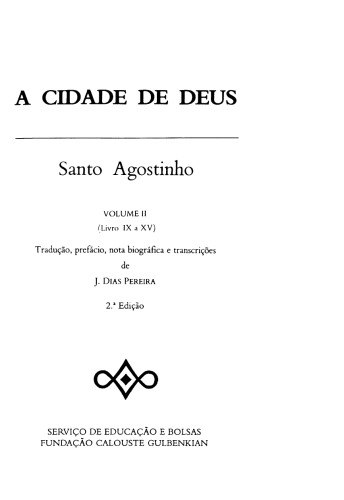 A CIDADE DE DEUS
Santo Agostinho
VOLUME II
(Livro IX a XV)
Tradução, prefácio, nota biográfica e transcrições
de
J. DIAS PEREIRA
2.ª Edição
SERVIÇO DE EDUCAÇÃO E BOLSAS
FUNDAÇÃO CALOUSTE GULBENKIAN